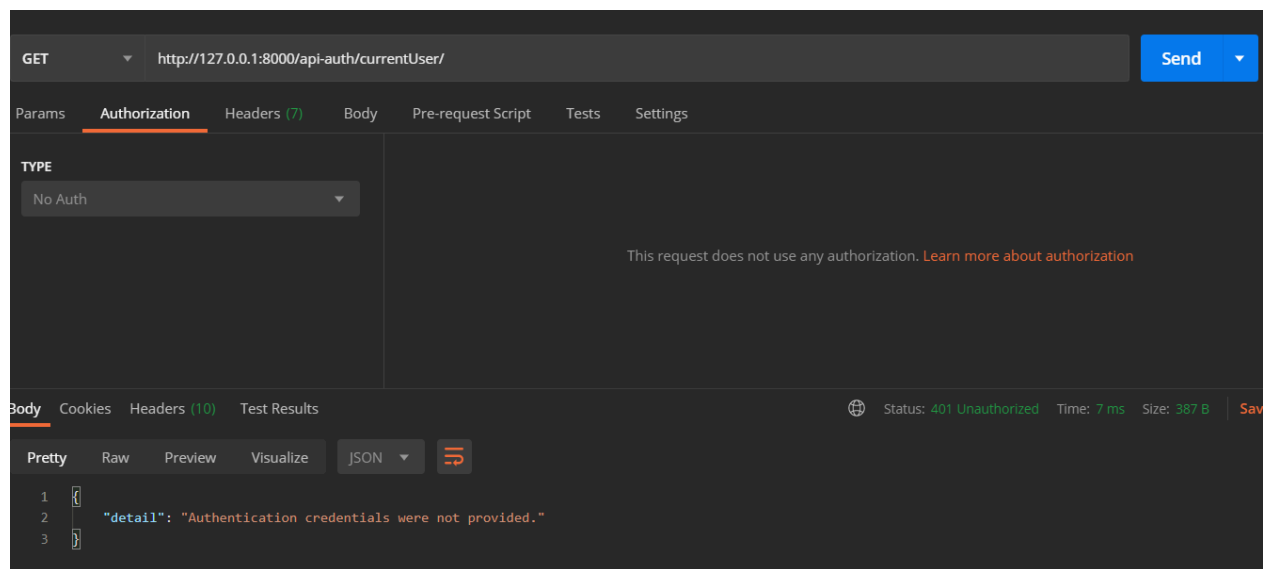 GET http://127.0.0.1:8000/api-auth/currentUser/ Send
Params Authorization Headers (7) Body Pre-request Script Tests Settings
TYPE
No Auth
This request does not use any authorization. Learn more about authorization
Body Cookies Headers (10) Test Results Status: 401 Unauthorized Time: 7 ms Size: 387 B Sav
Pretty Raw Preview Visualize JSON
1 {
2 "detail": "Authentication credentials were not provided."
3 }